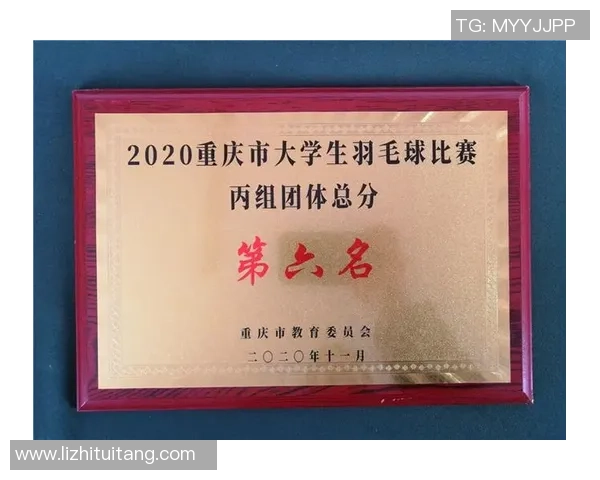 TG: MYYJJPP
2020重庆市大学生羽毛球比赛
丙组团体总分
第六名
重庆市教育委员会
二〇二〇年十一月
www.lizhituitang.com